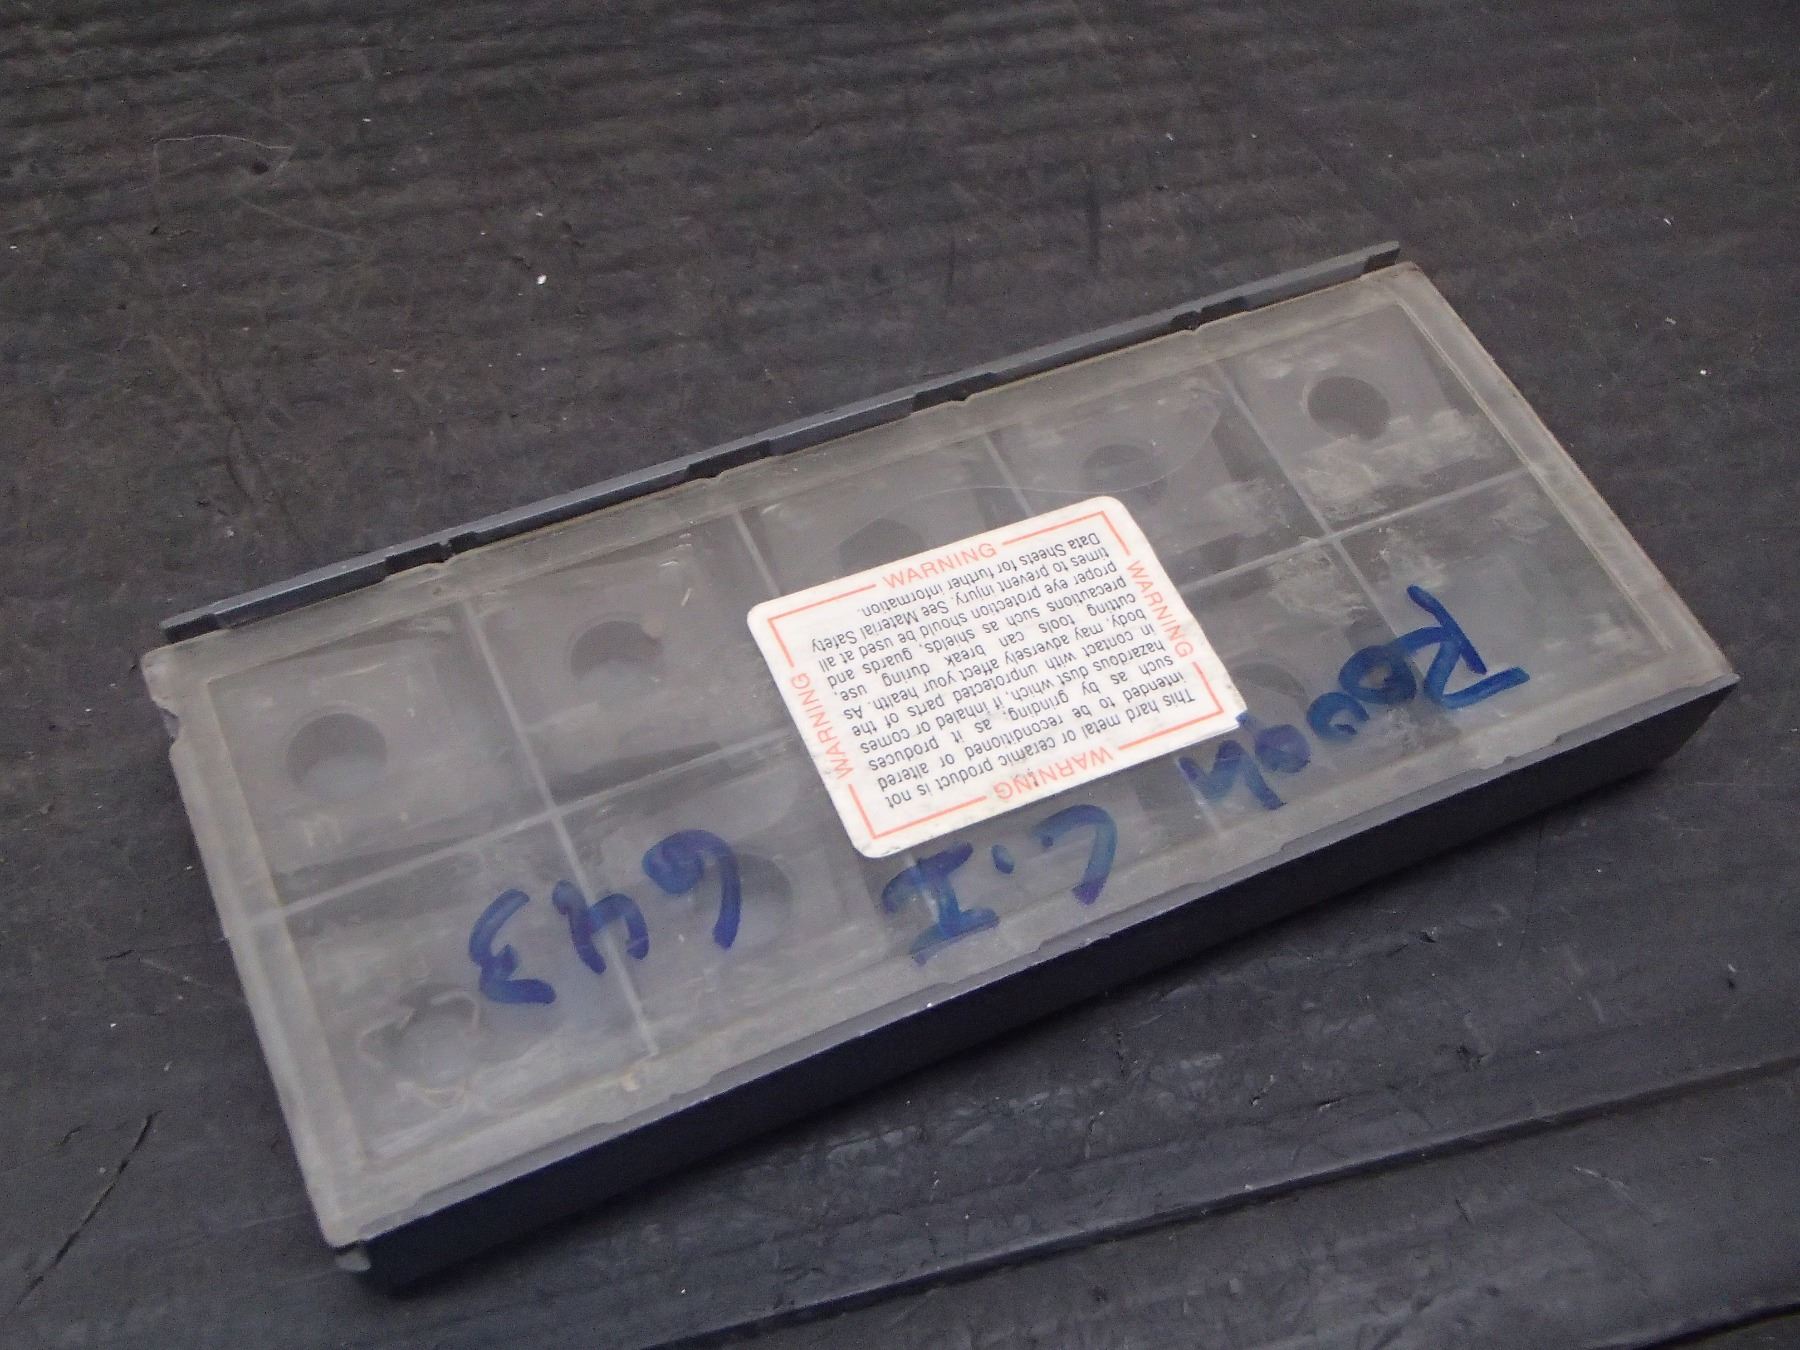 Rough C.I 643
WARNING
WARNING
WARNING
This hard metal or ceramic product is not
intended to be reconditioned or altered
such as by grinding, as it produces
hazardous dust which, if inhaled or comes
in contact with unprotected parts of the
body, may adversely affect your health. As
cutting tools can break during use,
precautions such as shields, guards and
proper eye protection should be used at all
times to prevent injury. See Material Safety
Data Sheets for further information.
WARNING